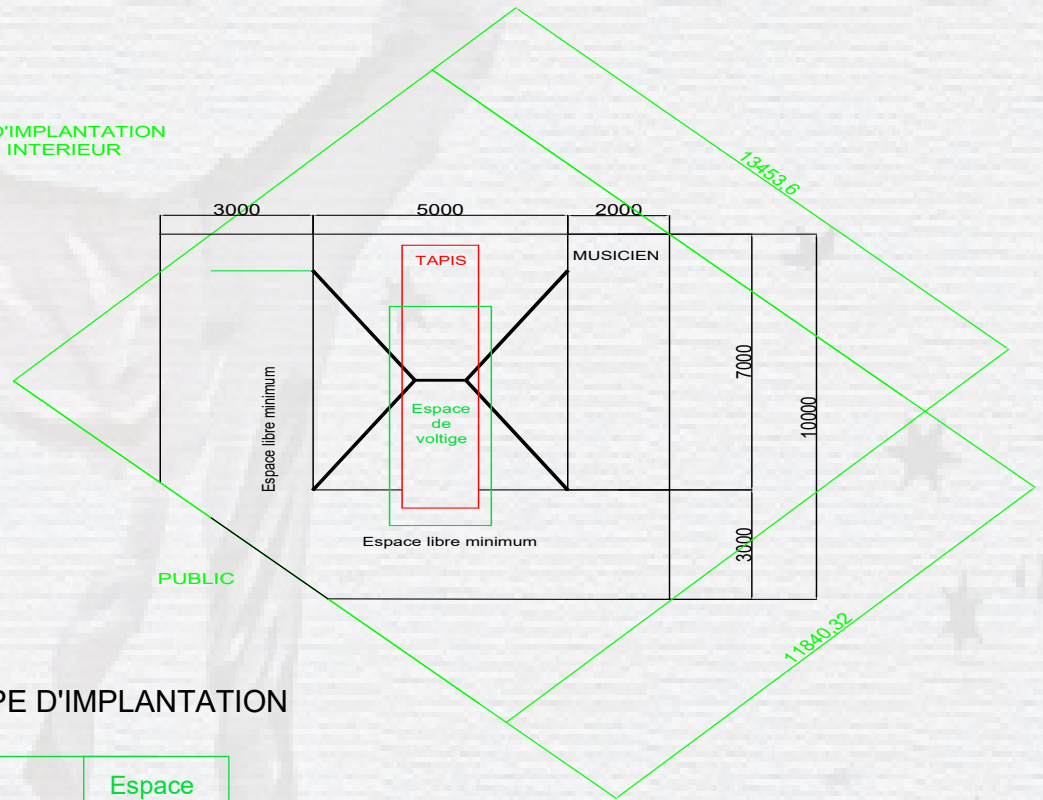 D'IMPLANTATION
INTERIEUR
13453,6
3000
5000
2000
TAPIS
MUSICIEN
7000
10000
Espace libre minimum
Espace
de
voltige
Espace libre minimum
3000
PUBLIC
11840,32
PE D'IMPLANTATION
Espace